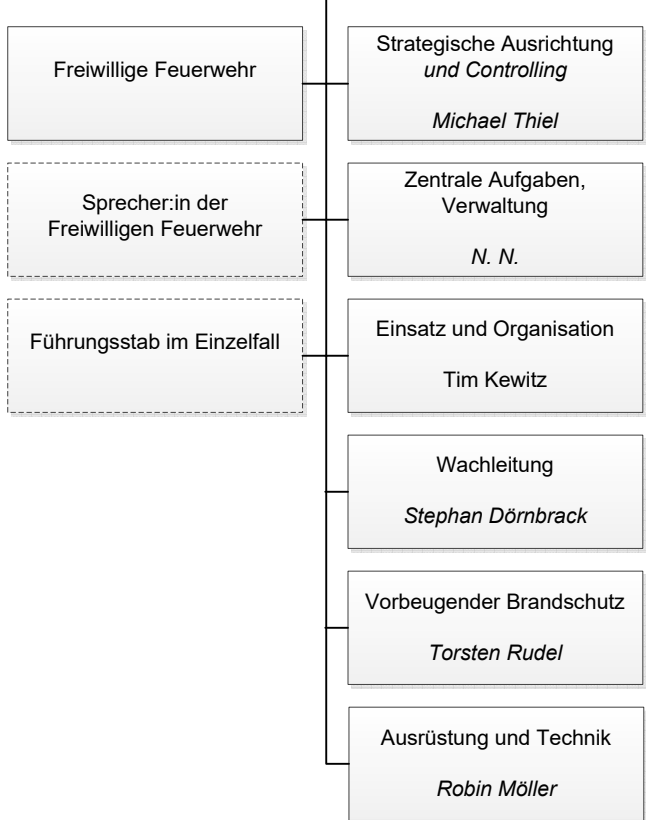 Freiwillige Feuerwehr
Strategische Ausrichtung
und Controlling
Michael Thiel
Sprecher:in der
Freiwilligen Feuerwehr
Zentrale Aufgaben,
Verwaltung
N. N.
Führungsstab im Einzelfall
Einsatz und Organisation
Tim Kewitz
Wachleitung
Stephan Dörnbrack
Vorbeugender Brandschutz
Torsten Rudel
Ausrüstung und Technik
Robin Möller